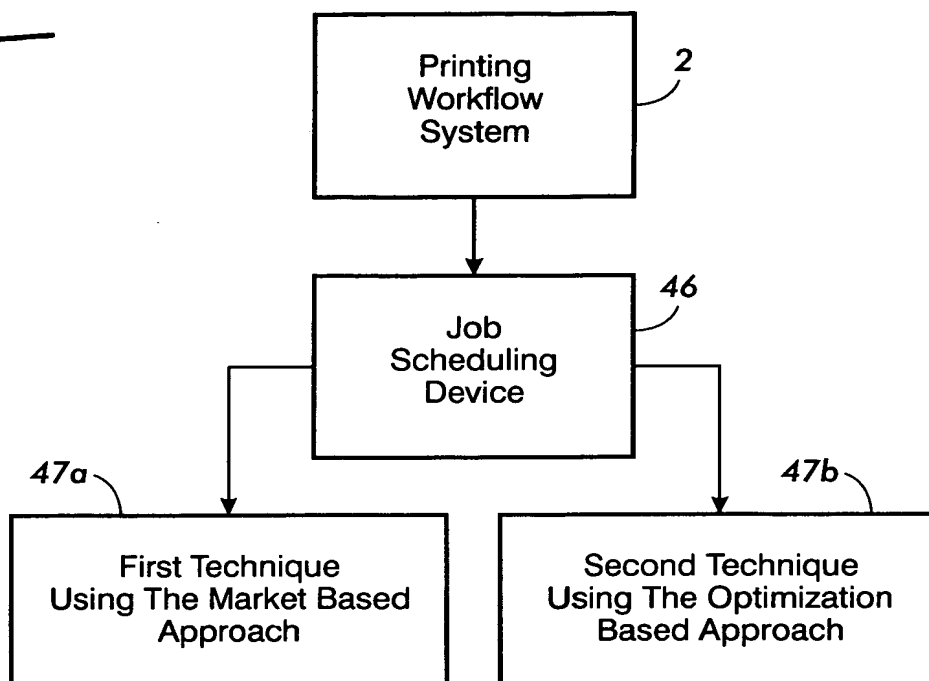 Printing
Workflow
System
2
Job
Scheduling
Device
46
47a
First Technique
Using The Market Based
Approach
47b
Second Technique
Using The Optimization
Based Approach